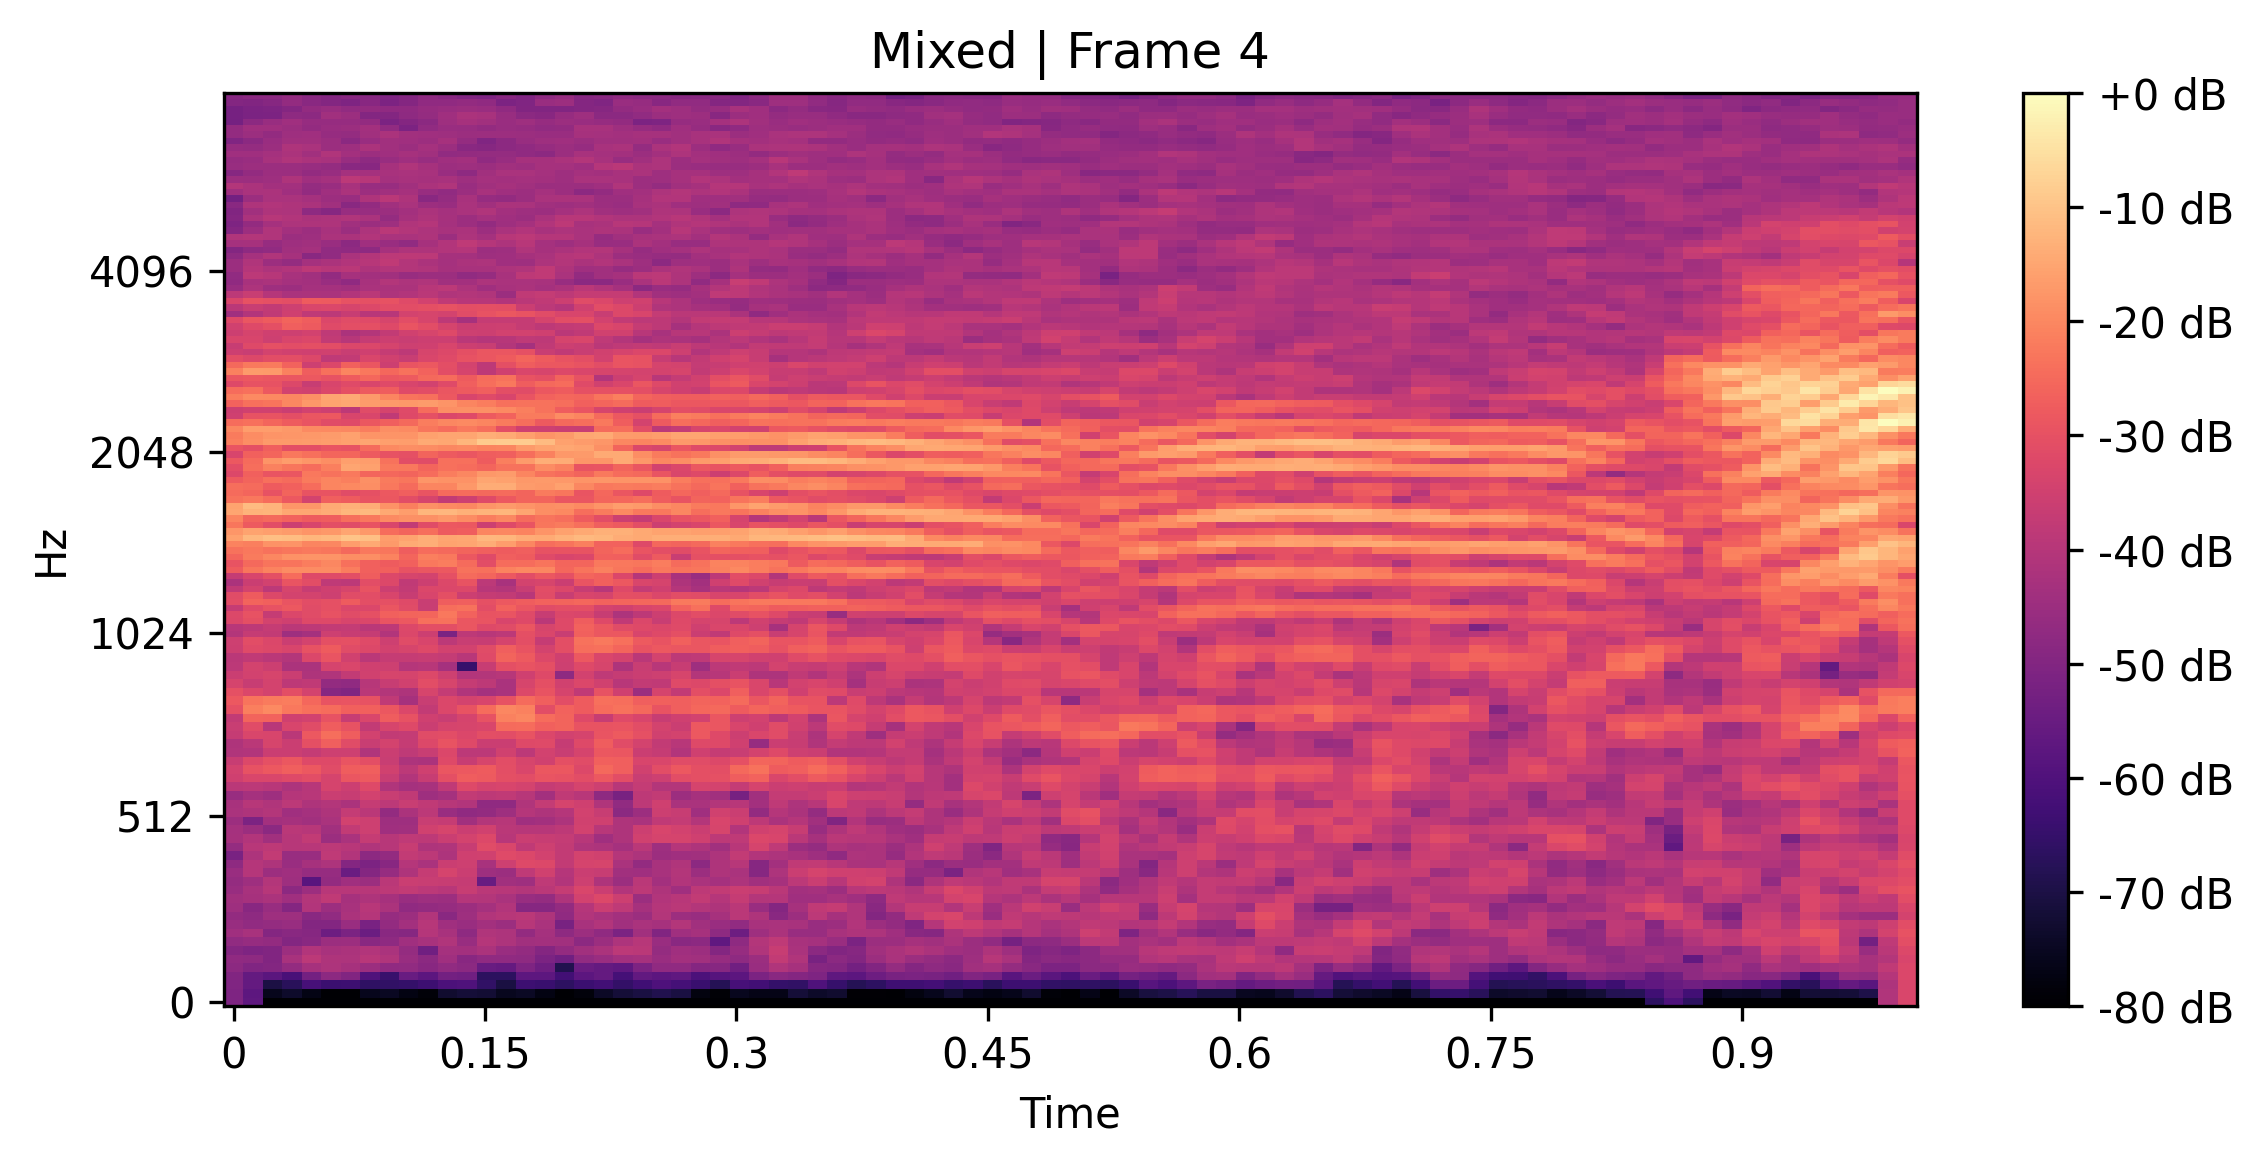 Mixed | Frame 4
Hz
4096
2048
1024
512
0
0 0.15 0.3 0.45 0.6 0.75 0.9
Time
+0 dB
-10 dB
-20 dB
-30 dB
-40 dB
-50 dB
-60 dB
-70 dB
-80 dB